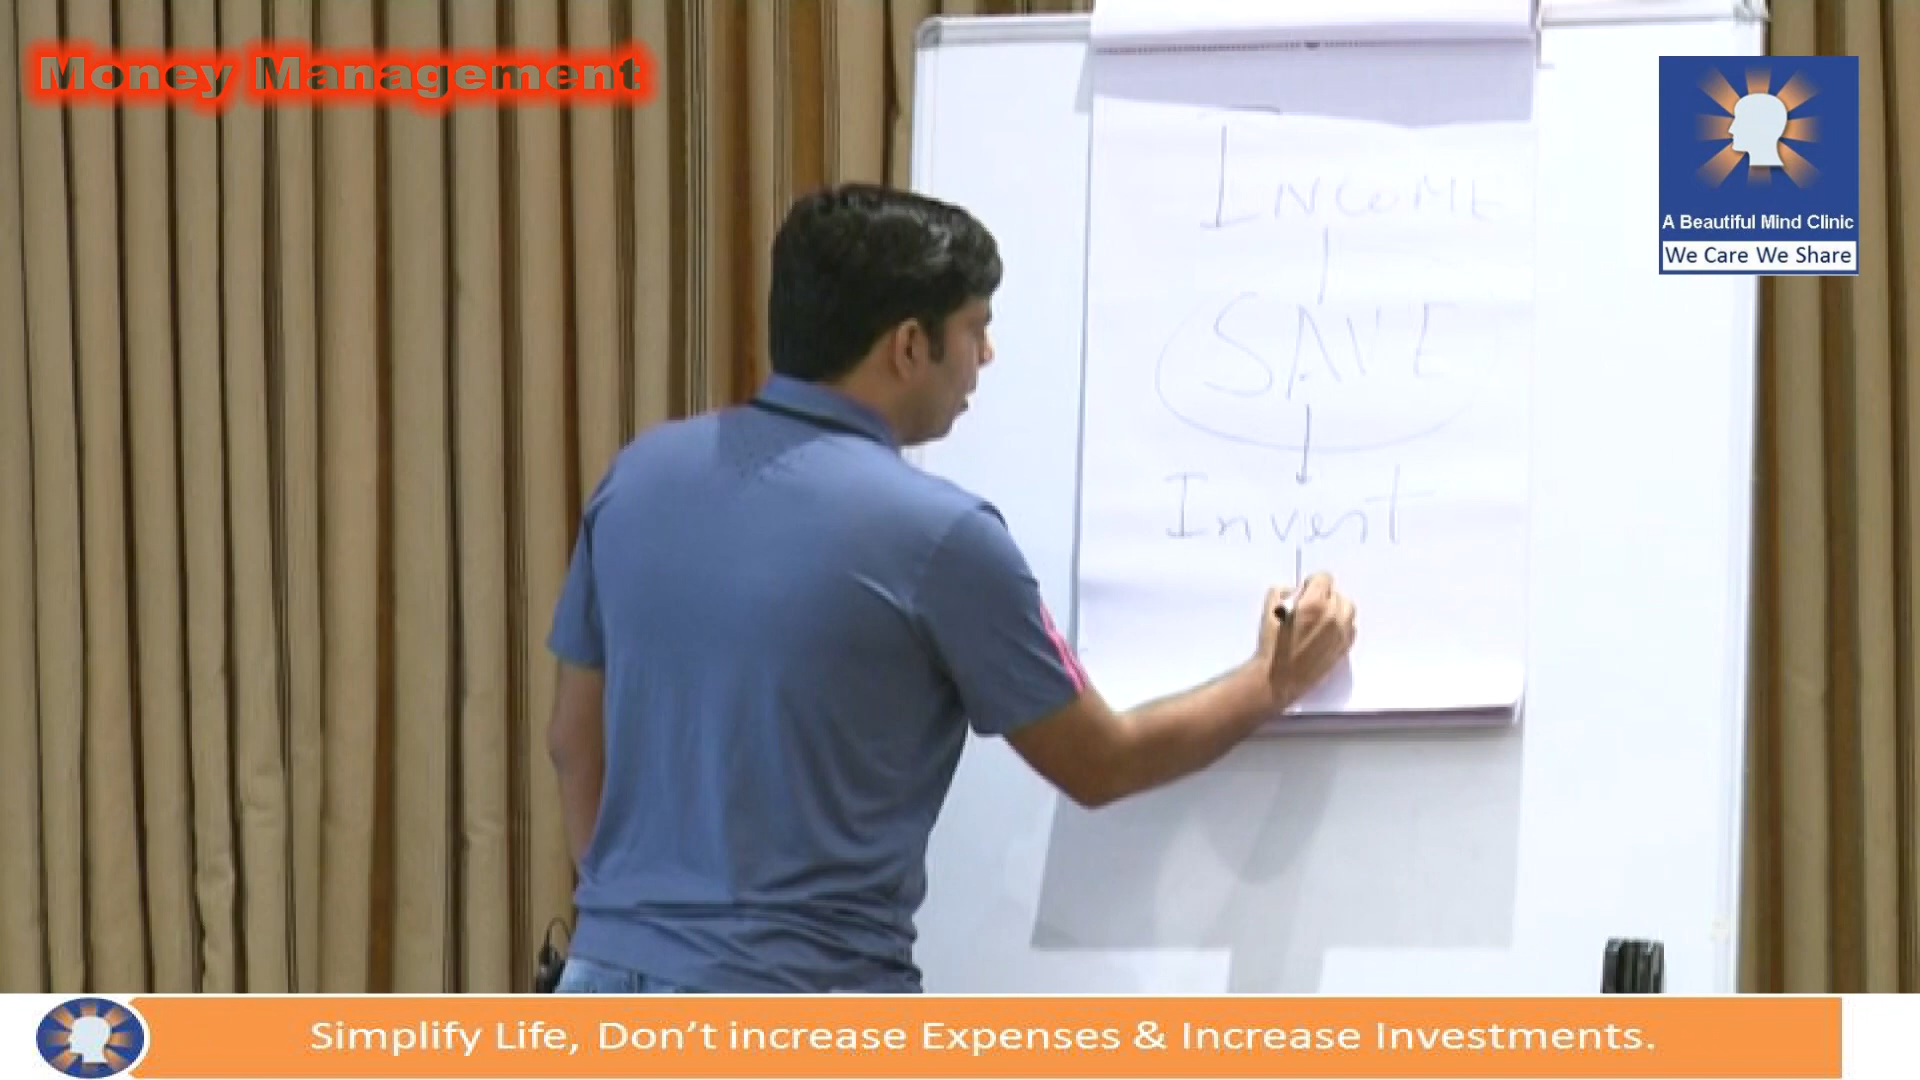 Money Management
INCOME
SAVE
Invest
A Beautiful Mind Clinic
We Care We Share
Simplify Life, Don't increase Expenses & Increase Investments.